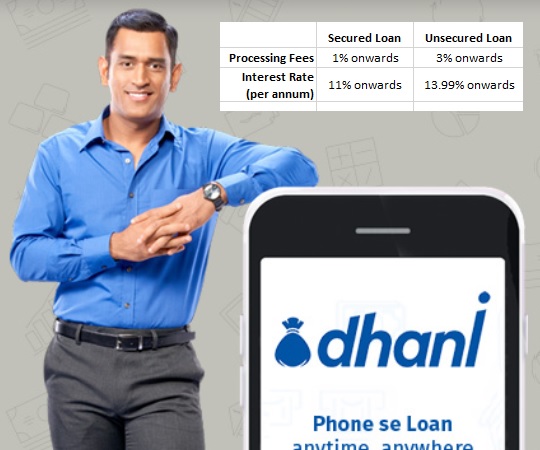 Secured Loan Unsecured Loan
Processing Fees 1% onwards 3% onwards
Interest Rate
(per annum) 11% onwards 13.99% onwards
dhani
Phone se Loan
anytime, anywhere